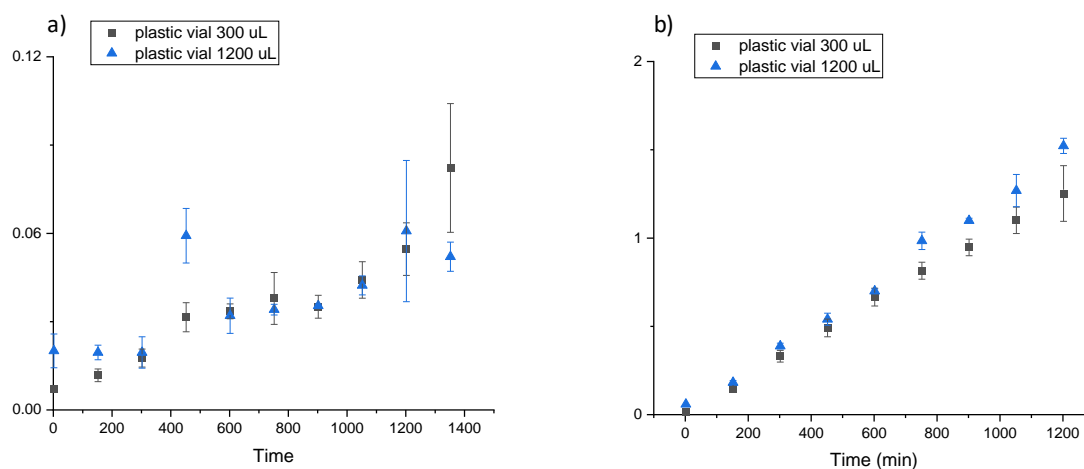 a)
plastic vial 300 uL
plastic vial 1200 uL
0.12
0.06
0.00
0 200 400 600 800 1000 1200 1400
Time
b)
plastic vial 300 uL
plastic vial 1200 uL
2
1
0
0 200 400 600 800 1000 1200
Time (min)